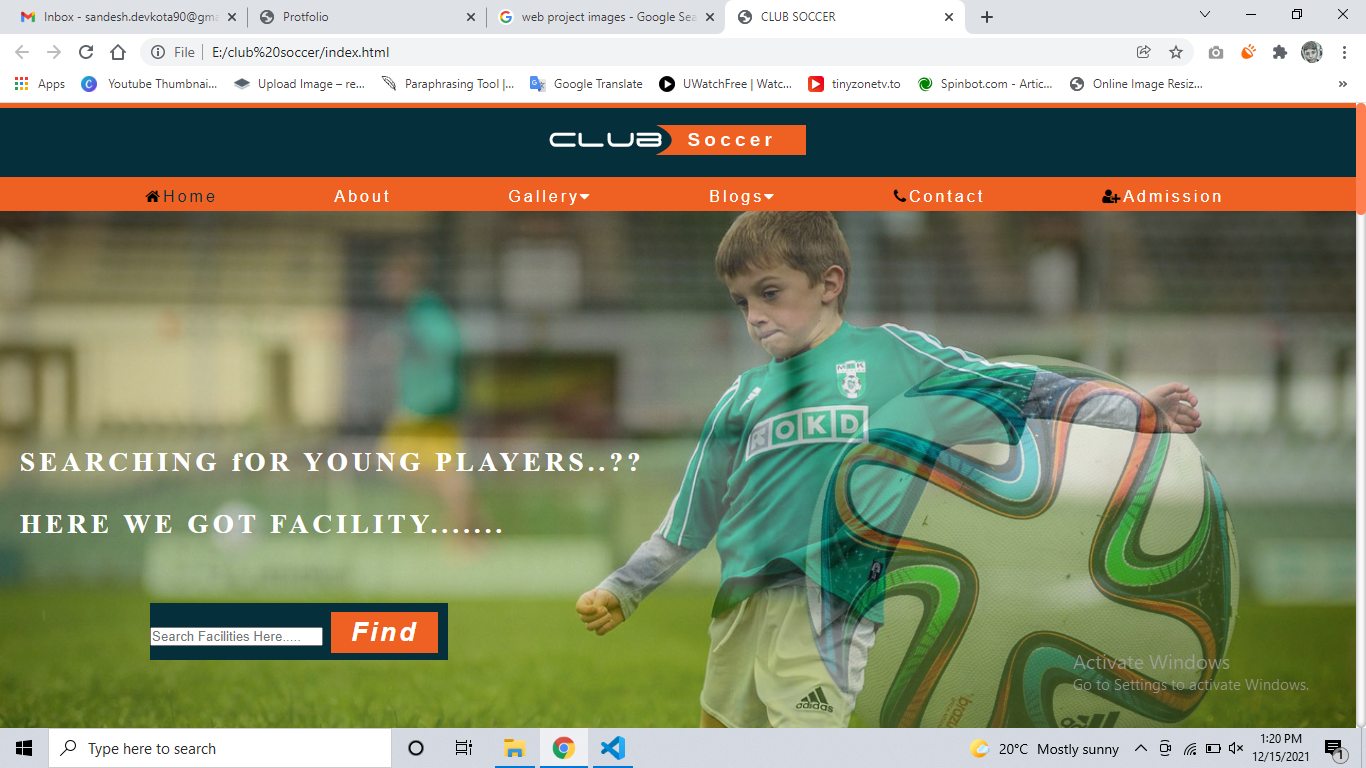 Inbox - sandesh.devkota90@gma
Protfolio
web project images - Google Sea
CLUB SOCCER
File
E:/club%20soccer/index.html
Apps
Youtube Thumbnai...
Upload Image – re...
Paraphrasing Tool |...
Google Translate
UWatchFree | Watc...
tinyzonetv.to
Spinbot.com - Artic...
Online Image Resiz...
CLUB Soccer
Home
About
Gallery
Blogs
Contact
Admission
ROKD
SEARCHING fOR YOUNG PLAYERS..??
HERE WE GOT FACILITY.......
Search Facilities Here.....
Find
adidas
Activate Windows
Go to Settings to activate Windows.
Type here to search
20°C Mostly sunny
1:20 PM
12/15/2021
1